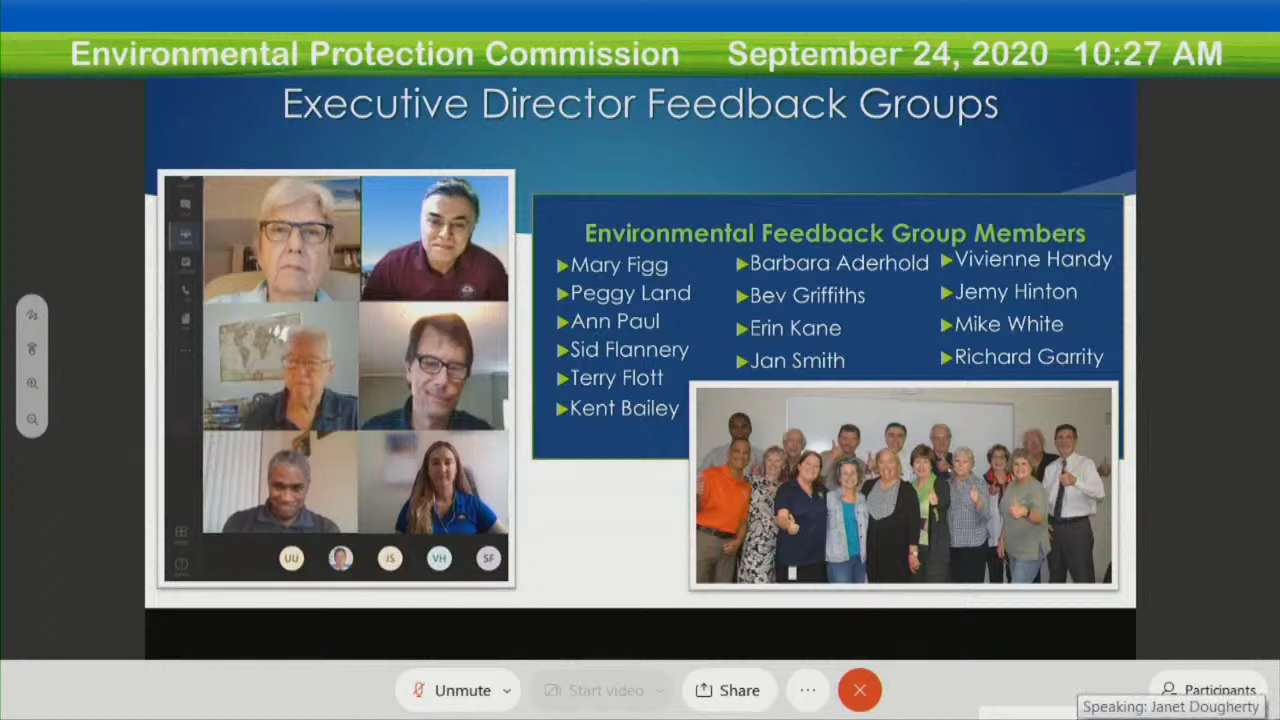 Environmental Protection Commission September 24, 2020 10:27 AM
Executive Director Feedback Groups
Environmental Feedback Group Members
Mary Figg
Peggy Land
Ann Paul
Sid Flannery
Terry Flott
Kent Bailey
Barbara Aderhold
Bev Griffiths
Erin Kane
Jan Smith
Vivienne Handy
Jemy Hinton
Mike White
Richard Garrity
UU JS VH SF
Unmute Start video Share Participants
Speaking: Janet Dougherty